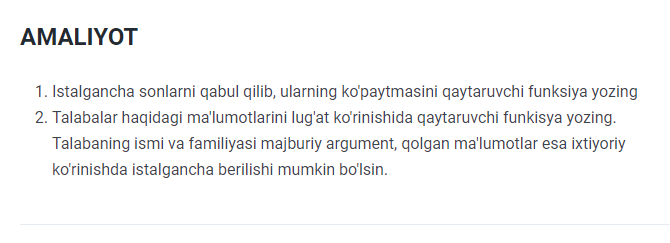 AMALIYOT
1. Istalgancha sonlarni qabul qilib, ularning ko'paytmasini qaytaruvchi funksiya yozing
2. Talabalar haqidagi ma'lumotlarini lug'at ko'rinishida qaytaruvchi funkisya yozing.
Talabaning ismi va familiyasi majburiy argument, qolgan ma'lumotlar esa ixtiyoriy
ko'rinishda istalgancha berilishi mumkin bo'lsin.